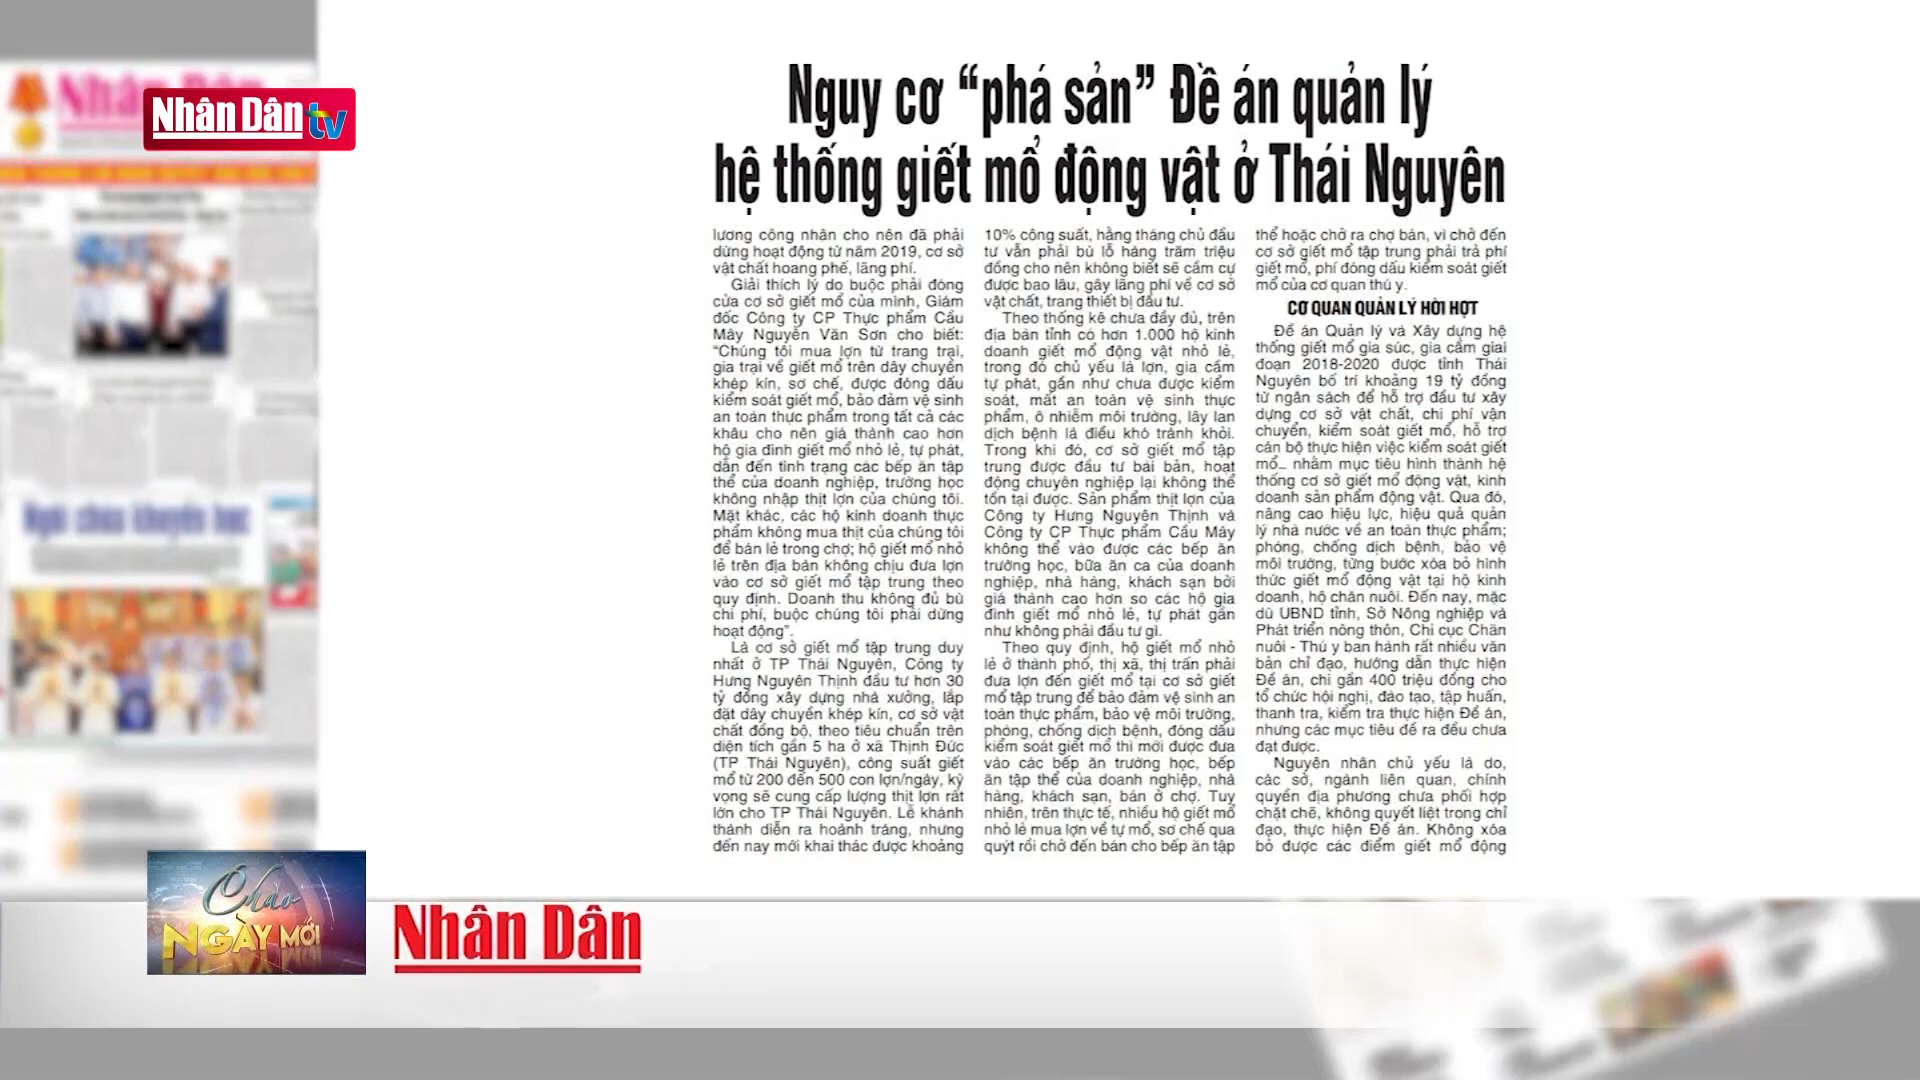 Nhân Dân tv
Nguy cơ “phá sản” Đề án quản lý
hệ thống giết mổ động vật ở Thái Nguyên
lương công nhân cho nên đã phải
dừng hoạt động từ năm 2019, cơ sở
vật chất hoang phế, lãng phí.
Giải thích lý do buộc phải đóng
cửa cơ sở giết mổ của mình, Giám
đốc Công ty CP Thực phẩm Cầu
Mây Nguyễn Văn Sơn cho biết:
“Chúng tôi mua lợn từ trang trại,
gia trại về giết mổ trên dây chuyền
khép kín, sơ chế, được đóng dấu
kiểm soát giết mổ, bảo đảm vệ sinh
an toàn thực phẩm trong tất cả các
khâu cho nên giá thành cao hơn
hộ gia đình giết mổ nhỏ lẻ, tự phát,
dẫn đến tình trạng các bếp ăn tập
thể của doanh nghiệp, trường học
không nhập thịt lợn của chúng tôi.
Mặt khác, các hộ kinh doanh thực
phẩm không mua thịt của chúng tôi
để bán lẻ trong chợ; hộ giết mổ nhỏ
lẻ trên địa bàn không chịu đưa lợn
vào cơ sở giết mổ tập trung theo
quy định. Doanh thu không đủ bù
chi phí, buộc chúng tôi phải dừng
hoạt động”.
Là cơ sở giết mổ tập trung duy
nhất ở TP Thái Nguyên, Công ty
Hưng Nguyên Thịnh đầu tư hơn 30
tỷ đồng xây dựng nhà xưởng, lắp
đặt dây chuyền khép kín, cơ sở vật
chất đồng bộ, theo tiêu chuẩn trên
diện tích gần 5 ha ở xã Thịnh Đức
(TP Thái Nguyên), công suất giết
mổ từ 200 đến 500 con lợn/ngày, kỳ
vọng sẽ cung cấp lượng thịt lợn rất
lớn cho TP Thái Nguyên. Lễ khánh
thành diễn ra hoành tráng, nhưng
đến nay mới khai thác được khoảng
10% công suất, hằng tháng chủ đầu
tư vẫn phải bù lỗ hàng trăm triệu
đồng cho nên không biết sẽ cầm cự
được bao lâu, gây lãng phí về cơ sở
vật chất, trang thiết bị đầu tư.
Theo thống kê chưa đầy đủ, trên
địa bàn tỉnh có hơn 1.000 hộ kinh
doanh giết mổ động vật nhỏ lẻ,
trong đó chủ yếu là lợn, gia cầm
tự phát, gần như chưa được kiểm
soát, mất an toàn vệ sinh thực
phẩm, ô nhiễm môi trường, lây lan
dịch bệnh là điều khó tránh khỏi.
Trong khi đó, cơ sở giết mổ tập
trung được đầu tư bài bản, hoạt
động chuyên nghiệp lại không thể
tồn tại được. Sản phẩm thịt lợn của
Công ty Hưng Nguyên Thịnh và
Công ty CP Thực phẩm Cầu Mây
không thể vào được các bếp ăn
trường học, bữa ăn ca của doanh
nghiệp, nhà hàng, khách sạn bởi
giá thành cao hơn so các hộ gia
đình giết mổ nhỏ lẻ, tự phát gần
như không phải đầu tư gì.
Theo quy định, hộ giết mổ nhỏ
lẻ ở thành phố, thị xã, thị trấn phải
đưa lợn đến giết mổ tại cơ sở giết
mổ tập trung để bảo đảm vệ sinh an
toàn thực phẩm, bảo vệ môi trường,
phòng, chống dịch bệnh, đóng dấu
kiểm soát giết mổ thì mới được đưa
vào các bếp ăn trường học, bếp
ăn tập thể của doanh nghiệp, nhà
hàng, khách sạn, bán ở chợ. Tuy
nhiên, trên thực tế, nhiều hộ giết mổ
nhỏ lẻ mua lợn về tự mổ, sơ chế qua
quýt rồi chở đến bán cho bếp ăn tập
thể hoặc chở ra chợ bán, vì chở đến
cơ sở giết mổ tập trung phải trả phí
giết mổ, phí đóng dấu kiểm soát giết
mổ của cơ quan thú y.
CƠ QUAN QUẢN LÝ HỜI HỢT
Đề án Quản lý và Xây dựng hệ
thống giết mổ gia súc, gia cầm giai
đoạn 2018-2020 được tỉnh Thái
Nguyên bố trí khoảng 19 tỷ đồng
từ ngân sách để hỗ trợ đầu tư xây
dựng cơ sở vật chất, chi phí vận
chuyển, kiểm soát giết mổ, hỗ trợ
cán bộ thực hiện việc kiểm soát giết
mổ... nhằm mục tiêu hình thành hệ
thống cơ sở giết mổ động vật, kinh
doanh sản phẩm động vật. Qua đó,
nâng cao hiệu lực, hiệu quả quản
lý nhà nước về an toàn thực phẩm;
phòng, chống dịch bệnh, bảo vệ
môi trường, từng bước xóa bỏ hình
thức giết mổ động vật tại hộ kinh
doanh, hộ chăn nuôi. Đến nay, mặc
dù UBND tỉnh, Sở Nông nghiệp và
Phát triển nông thôn, Chi cục Chăn
nuôi - Thú y ban hành rất nhiều văn
bản chỉ đạo, hướng dẫn thực hiện
Đề án, chi gần 400 triệu đồng cho
tổ chức hội nghị, đào tạo, tập huấn,
thanh tra, kiểm tra thực hiện Đề án,
nhưng các mục tiêu đề ra đều chưa
đạt được.
Nguyên nhân chủ yếu là do,
các sở, ngành liên quan, chính
quyền địa phương chưa phối hợp
chặt chẽ, không quyết liệt trong chỉ
đạo, thực hiện Đề án. Không xóa
bỏ được các điểm giết mổ động
Ngôi chùa khuyến học
Chào
NGÀY MỚI
Nhân Dân